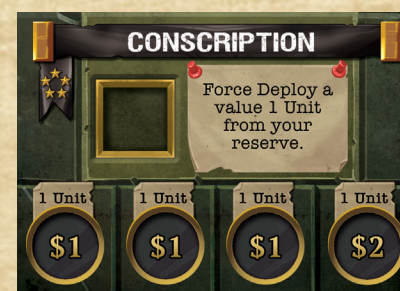 CONSCRIPTION
Force Deploy a
value 1 Unit
from your
reserve.
1 Unit 1 Unit 1 Unit 1 Unit
$1 $1 $1 $2